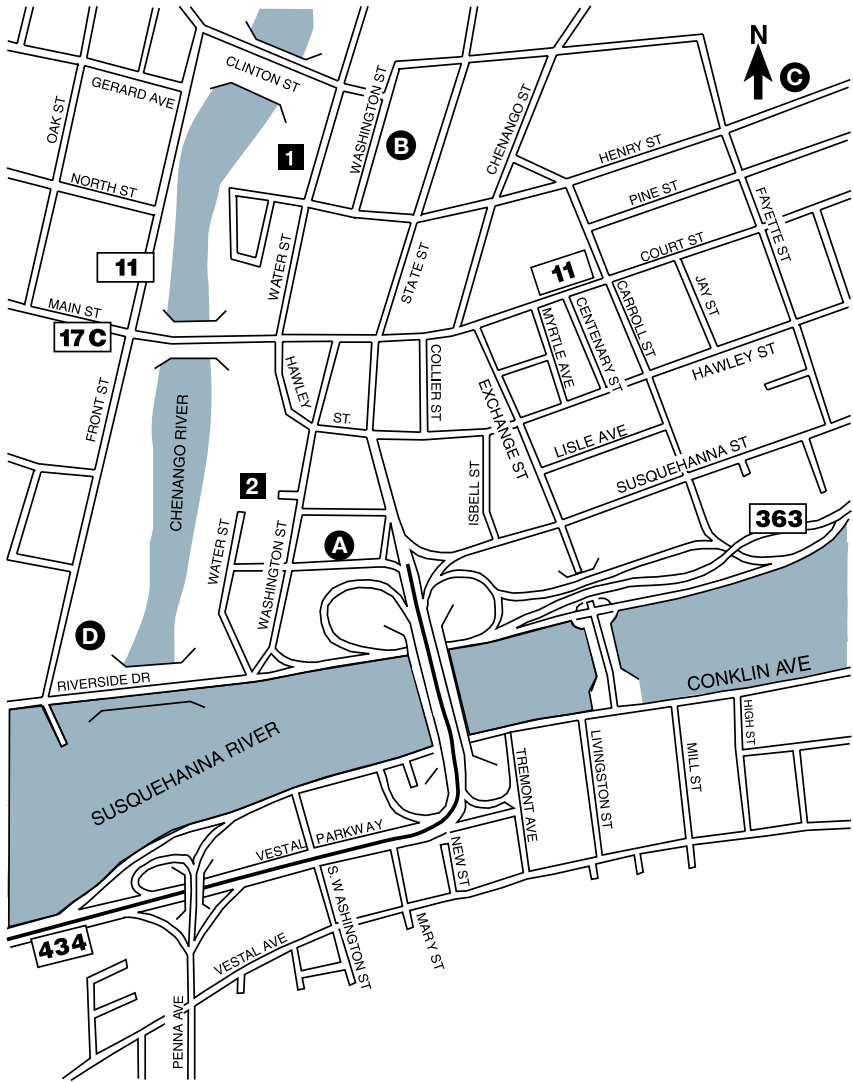 N
C
CLINTON ST
GERARD AVE
WASHINGTON ST
OAK ST
B
CHENANGO ST
1
HENRY ST
NORTH ST
PINE ST
FAYETTE ST
WATER ST
STATE ST
COURT ST
11
11
JAY ST
CARROLL ST
CENTENARY ST
MYRTLE AVE
MAIN ST
17 C
HAWLEY
ST.
COLLIER ST
HAWLEY ST
FRONT ST
EXCHANGE ST
CHENANGO RIVER
LISLE AVE
SUSQUEHANNA ST
ISBELL ST
2
363
WATER ST
WASHINGTON ST
A
D
RIVERSIDE DR
CONKLIN AVE
SUSQUEHANNA RIVER
HIGH ST
LIVINGSTON ST
MILL ST
TREMONT AVE
VESTAL PARKWAY
NEW ST
S. WASHINGTON ST
MARY ST
434
VESTAL AVE
PENNA AVE